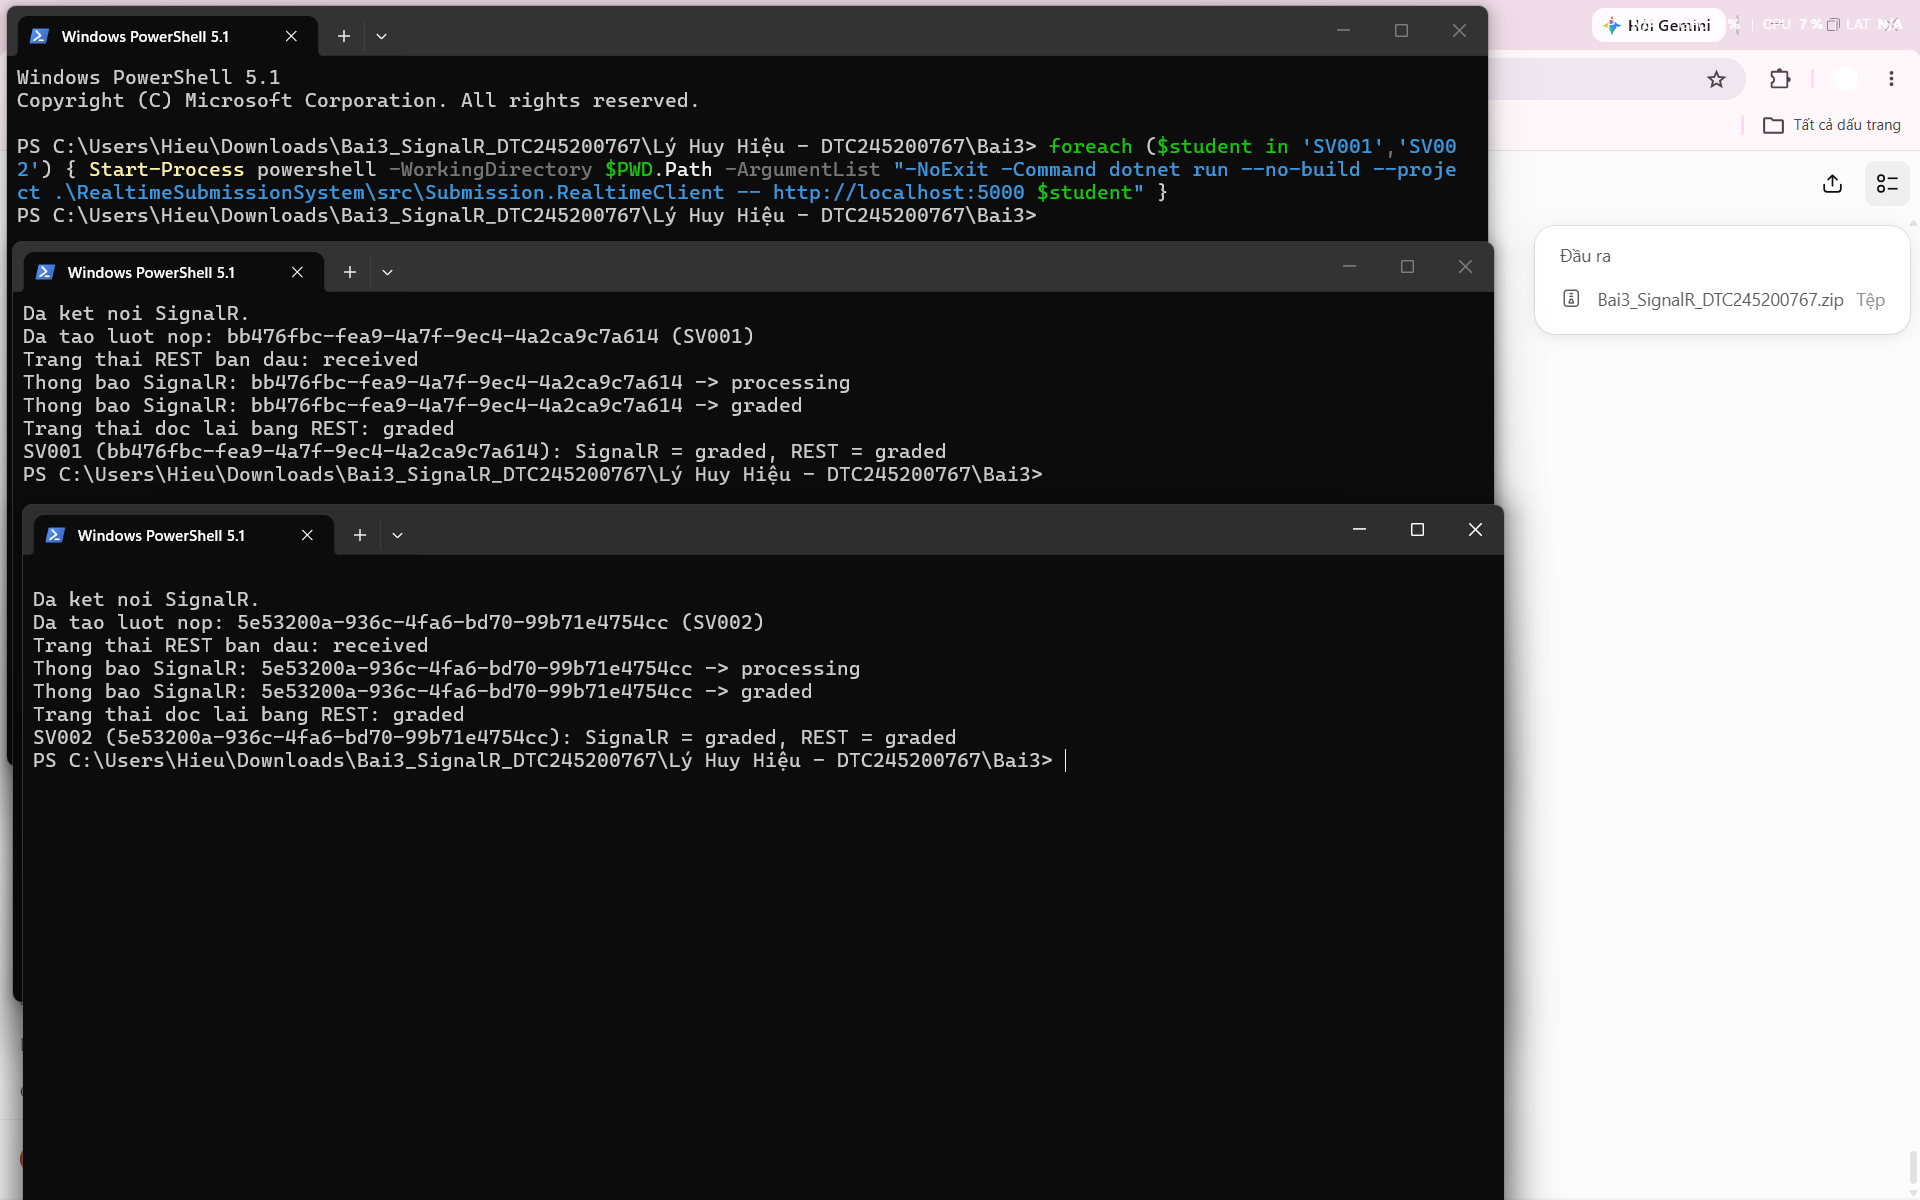 Windows PowerShell 5.1
Hỏi Gemini
% | CPU 7 % LAT N/A
Windows PowerShell 5.1
Copyright (C) Microsoft Corporation. All rights reserved.
PS C:\Users\Hieu\Downloads\Bai3_SignalR_DTC245200767\Lý Huy Hiệu - DTC245200767\Bai3> foreach ($student in 'SV001','SV00
2') { Start-Process powershell -WorkingDirectory $PWD.Path -ArgumentList "-NoExit -Command dotnet run --no-build --proje
ct .\RealtimeSubmissionSystem\src\Submission.RealtimeClient -- http://localhost:5000 $student" }
PS C:\Users\Hieu\Downloads\Bai3_SignalR_DTC245200767\Lý Huy Hiệu - DTC245200767\Bai3>
Tất cả dấu trang
Đầu ra
Bai3_SignalR_DTC245200767.zip Tệp
Windows PowerShell 5.1
Da ket noi SignalR.
Da tao luot nop: bb476fbc-fea9-4a7f-9ec4-4a2ca9c7a614 (SV001)
Trang thai REST ban dau: received
Thong bao SignalR: bb476fbc-fea9-4a7f-9ec4-4a2ca9c7a614 -> processing
Thong bao SignalR: bb476fbc-fea9-4a7f-9ec4-4a2ca9c7a614 -> graded
Trang thai doc lai bang REST: graded
SV001 (bb476fbc-fea9-4a7f-9ec4-4a2ca9c7a614): SignalR = graded, REST = graded
PS C:\Users\Hieu\Downloads\Bai3_SignalR_DTC245200767\Lý Huy Hiệu - DTC245200767\Bai3>
Windows PowerShell 5.1
Da ket noi SignalR.
Da tao luot nop: 5e53200a-936c-4fa6-bd70-99b71e4754cc (SV002)
Trang thai REST ban dau: received
Thong bao SignalR: 5e53200a-936c-4fa6-bd70-99b71e4754cc -> processing
Thong bao SignalR: 5e53200a-936c-4fa6-bd70-99b71e4754cc -> graded
Trang thai doc lai bang REST: graded
SV002 (5e53200a-936c-4fa6-bd70-99b71e4754cc): SignalR = graded, REST = graded
PS C:\Users\Hieu\Downloads\Bai3_SignalR_DTC245200767\Lý Huy Hiệu - DTC245200767\Bai3>